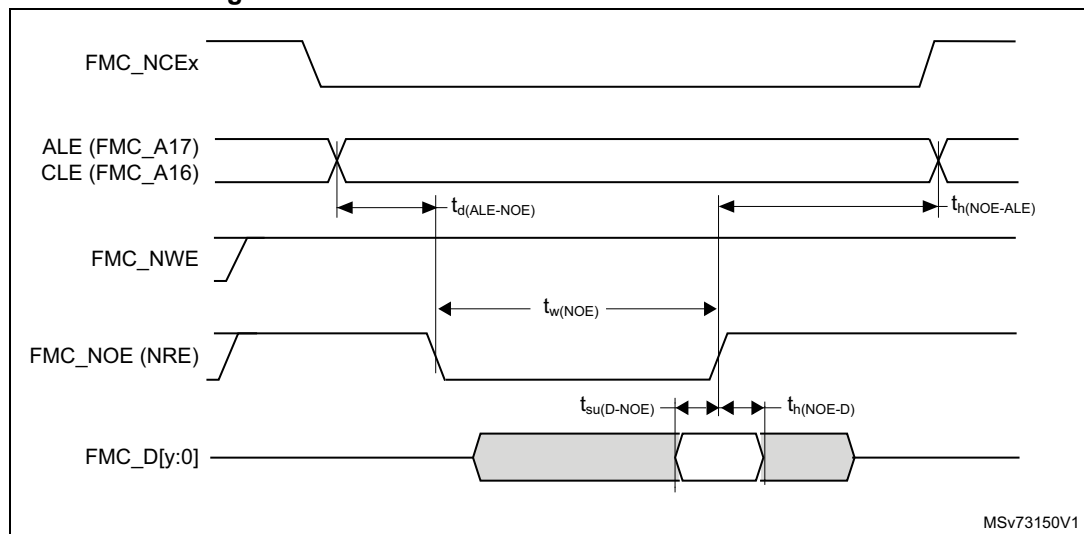 FMC_NCEx
ALE (FMC_A17)
CLE (FMC_A16)
td(ALE-NOE)
th(NOE-ALE)
FMC_NWE
tw(NOE)
FMC_NOE (NRE)
tsu(D-NOE)
th(NOE-D)
FMC_D[y:0]
MSv73150V1